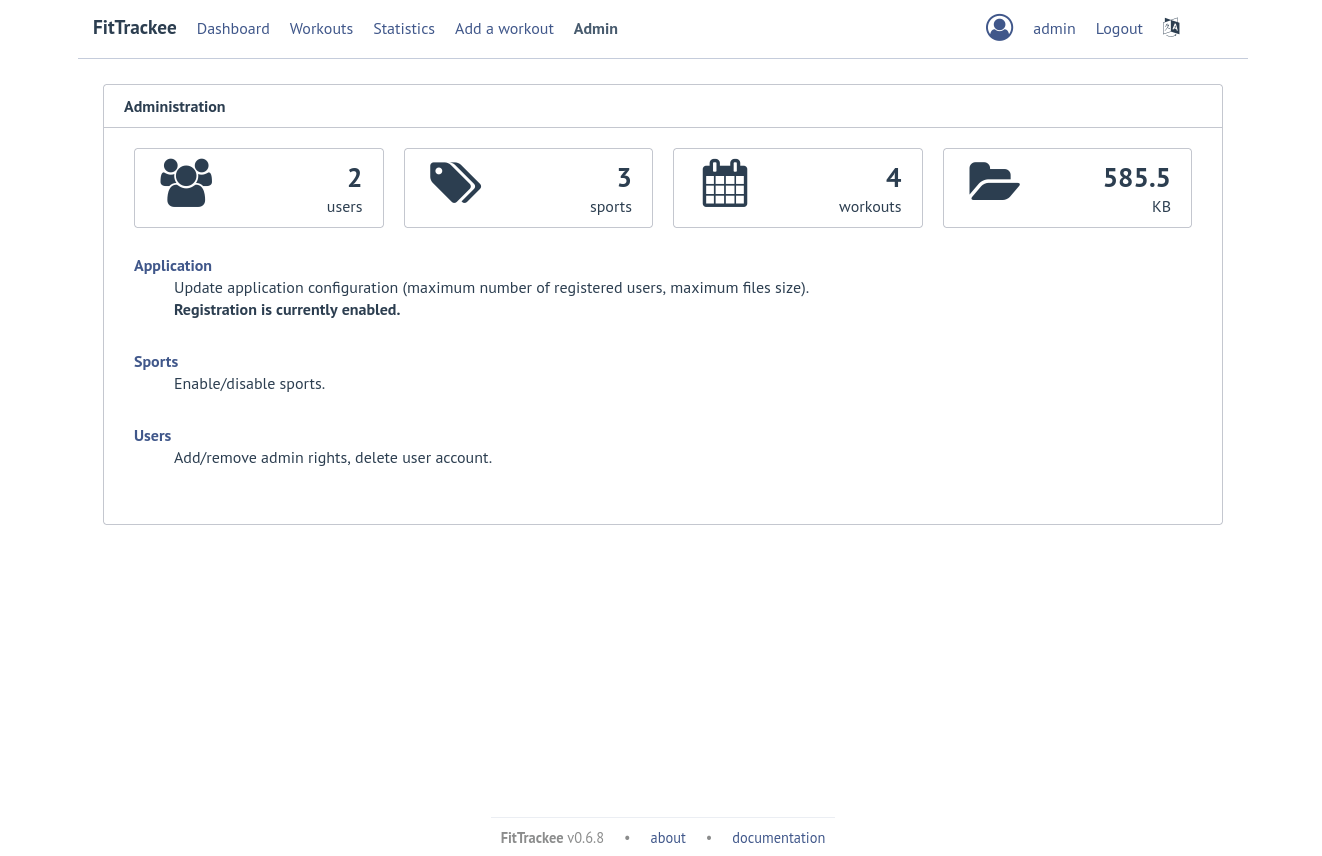 FitTrackee Dashboard Workouts Statistics Add a workout Admin admin Logout
Administration
2
users
3
sports
4
workouts
585.5
KB
Application
Update application configuration (maximum number of registered users, maximum files size).
Registration is currently enabled.
Sports
Enable/disable sports.
Users
Add/remove admin rights, delete user account.
FitTrackee v0.6.8 • about • documentation